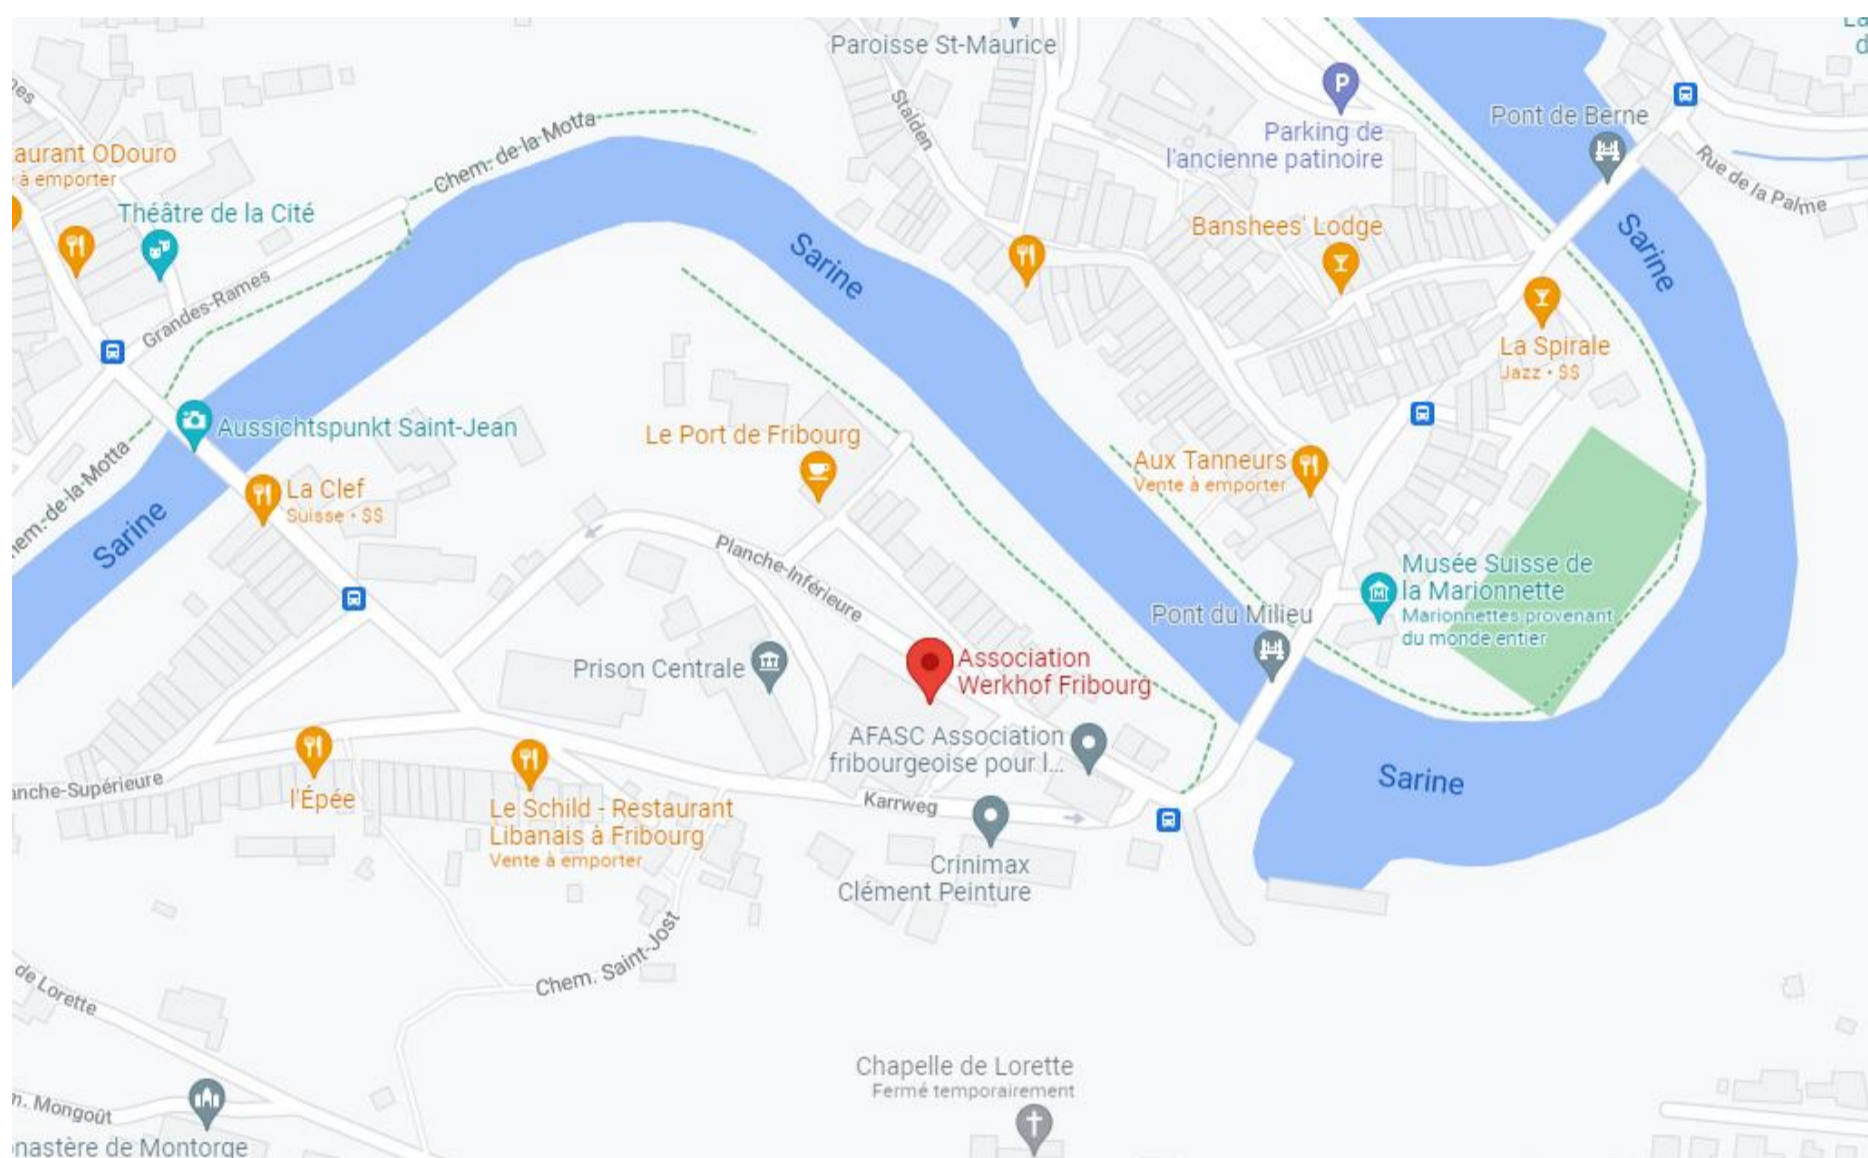 Paroisse St-Maurice
Stalden
Chem.-de-la-Motta
Parking de
l'ancienne patinoire
Pont de Berne
Rue de la Palme
aurant ODouro
à emporter
Théâtre de la Cité
Banshees' Lodge
Sarine
Sarine
Grandes-Rames
La Spirale
Jazz • $$
Aussichtspunkt Saint-Jean
Le Port de Fribourg
Aux Tanneurs
Vente à emporter
La Clef
Suisse • $$
hem.-de-la-Motta
Sarine
Planche-Inférieure
Musée Suisse de
la Marionnette
Marionnettes provenant
du monde entier
Pont du Milieu
Prison Centrale
Association
Werkhof Fribourg
AFASC Association
fribourgeoise pour l...
Sarine
anche-Supérieure
l'Épée
Le Schild - Restaurant
Libanais à Fribourg
Vente à emporter
Karrweg
Crinimax
Clément Peinture
Chem. Saint-Jost
de Lorette
Chapelle de Lorette
Fermé temporairement
Mongoût
nastère de Montorge